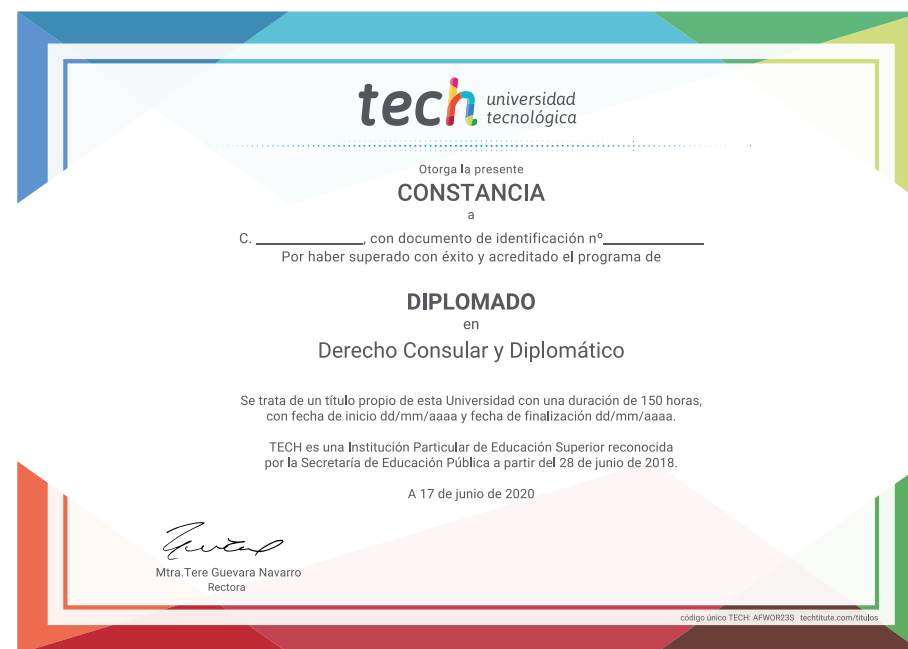 tech universidad
tecnológica
Otorga la presente
CONSTANCIA
a
C. ______________, con documento de identificación nº_____________
Por haber superado con éxito y acreditado el programa de
DIPLOMADO
en
Derecho Consular y Diplomático
Se trata de un título propio de esta Universidad con una duración de 150 horas,
con fecha de inicio dd/mm/aaaa y fecha de finalización dd/mm/aaaa.
TECH es una Institución Particular de Educación Superior reconocida
por la Secretaría de Educación Pública a partir del 28 de junio de 2018.
A 17 de junio de 2020
Mtra.Tere Guevara Navarro
Rectora
código único TECH: AFWOR23S techtitute.com/titulos